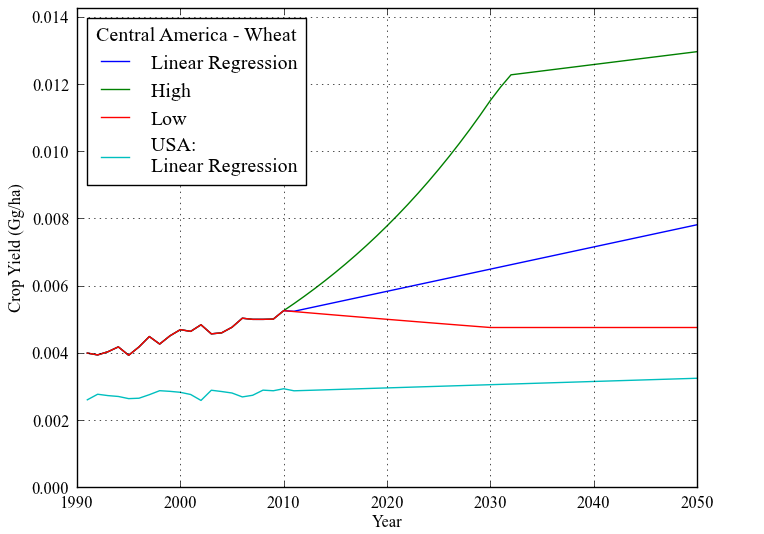 Central America - Wheat
Linear Regression
High
Low
USA:
Linear Regression
Crop Yield (Gg/ha)
0.014
0.012
0.010
0.008
0.006
0.004
0.002
0.000
1990 2000 2010 2020 2030 2040 2050
Year